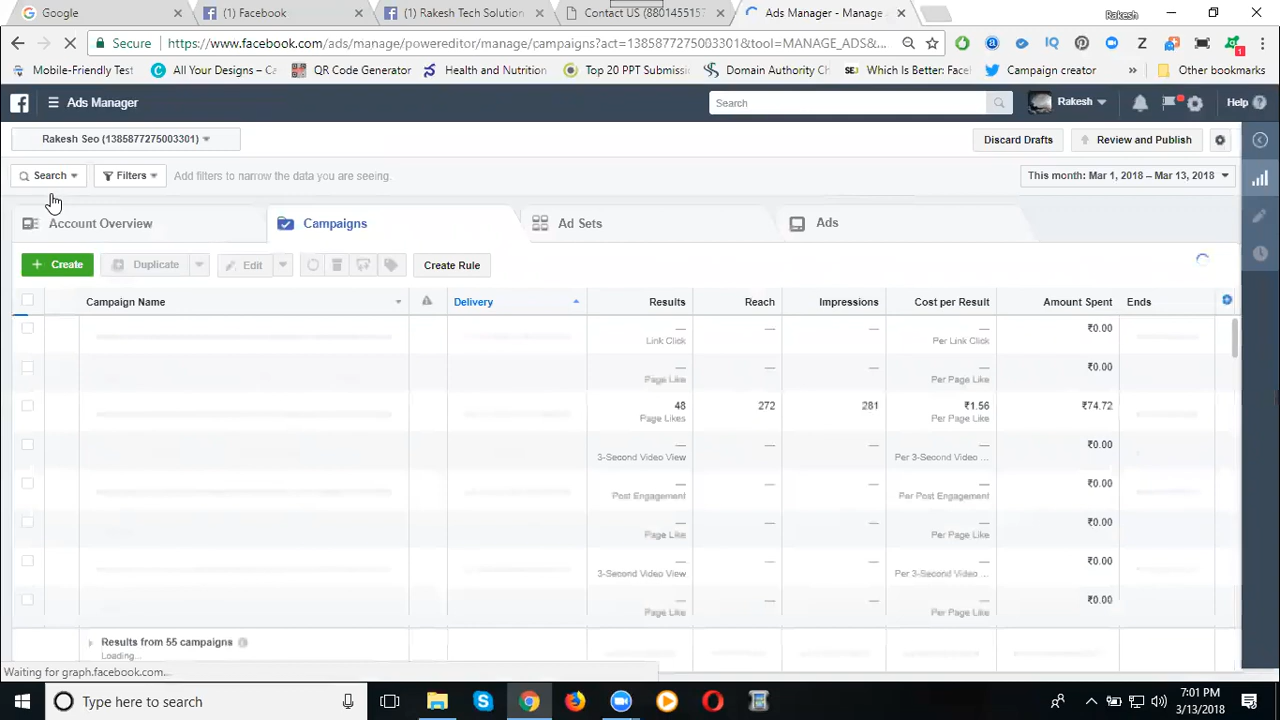 Google
(1) Facebook
(1) Rakesh Tech Solution
Contact US (8801455157
Ads Manager - Manage
Rakesh
Secure
https://www.facebook.com/ads/manage/powereditor/manage/campaigns?act=1385877275003301&tool=MANAGE_ADS&...
Mobile-Friendly Test
All Your Designs – Ca
QR Code Generator
Health and Nutrition
Top 20 PPT Submissio
Domain Authority Ch
Which Is Better: Facel
Campaign creator
Other bookmarks
Ads Manager
Search
Rakesh
Help
Rakesh Seo (1385877275003301)
Discard Drafts
Review and Publish
Search
Filters
Add filters to narrow the data you are seeing.
This month: Mar 1, 2018 – Mar 13, 2018
Account Overview
Campaigns
Ad Sets
Ads
+ Create
Duplicate
Edit
Create Rule
Campaign Name
Delivery
Results
Reach
Impressions
Cost per Result
Amount Spent
Ends
— — — — ₹0.00
Link Click Per Link Click
— — — — ₹0.00
Page Like Per Page Like
48 272 281 ₹1.56 ₹74.72
Page Likes Per Page Like
— — — — ₹0.00
3-Second Video View Per 3-Second Video ...
— — — — ₹0.00
Post Engagement Per Post Engagement
— — — — ₹0.00
Page Like Per Page Like
— — — — ₹0.00
3-Second Video View Per 3-Second Video ...
— — — — ₹0.00
Page Like Per Page Like
Results from 55 campaigns
Loading...
Waiting for graph.facebook.com...
Type here to search
7:01 PM
3/13/2018